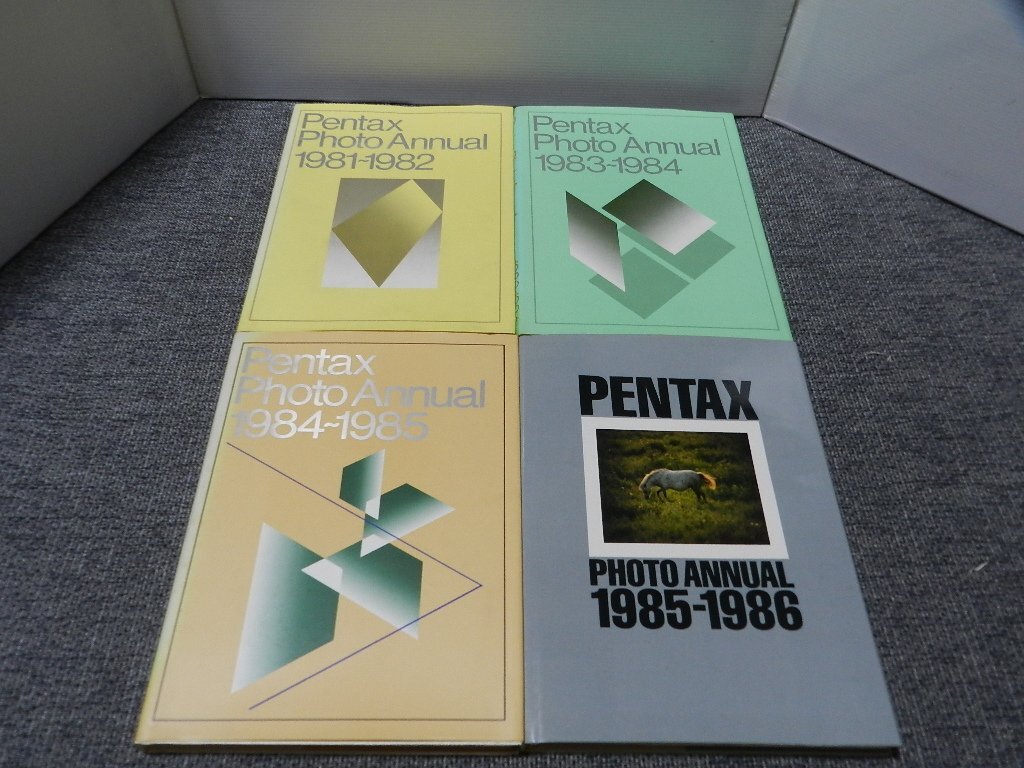 Pentax
Photo Annual
1981-1982
Pentax
Photo Annual
1983-1984
Pentax
Photo Annual
1984~1985
PENTAX
PHOTO ANNUAL
1985-1986